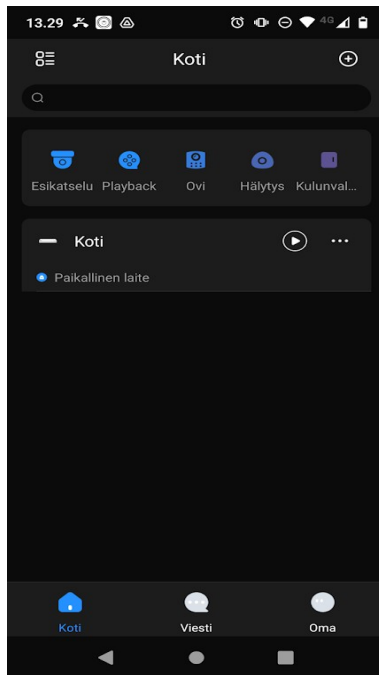 13.29 4G
Koti
Esikatselu Playback Ovi Hälytys Kulunval...
Koti
Paikallinen laite
Koti Viesti Oma